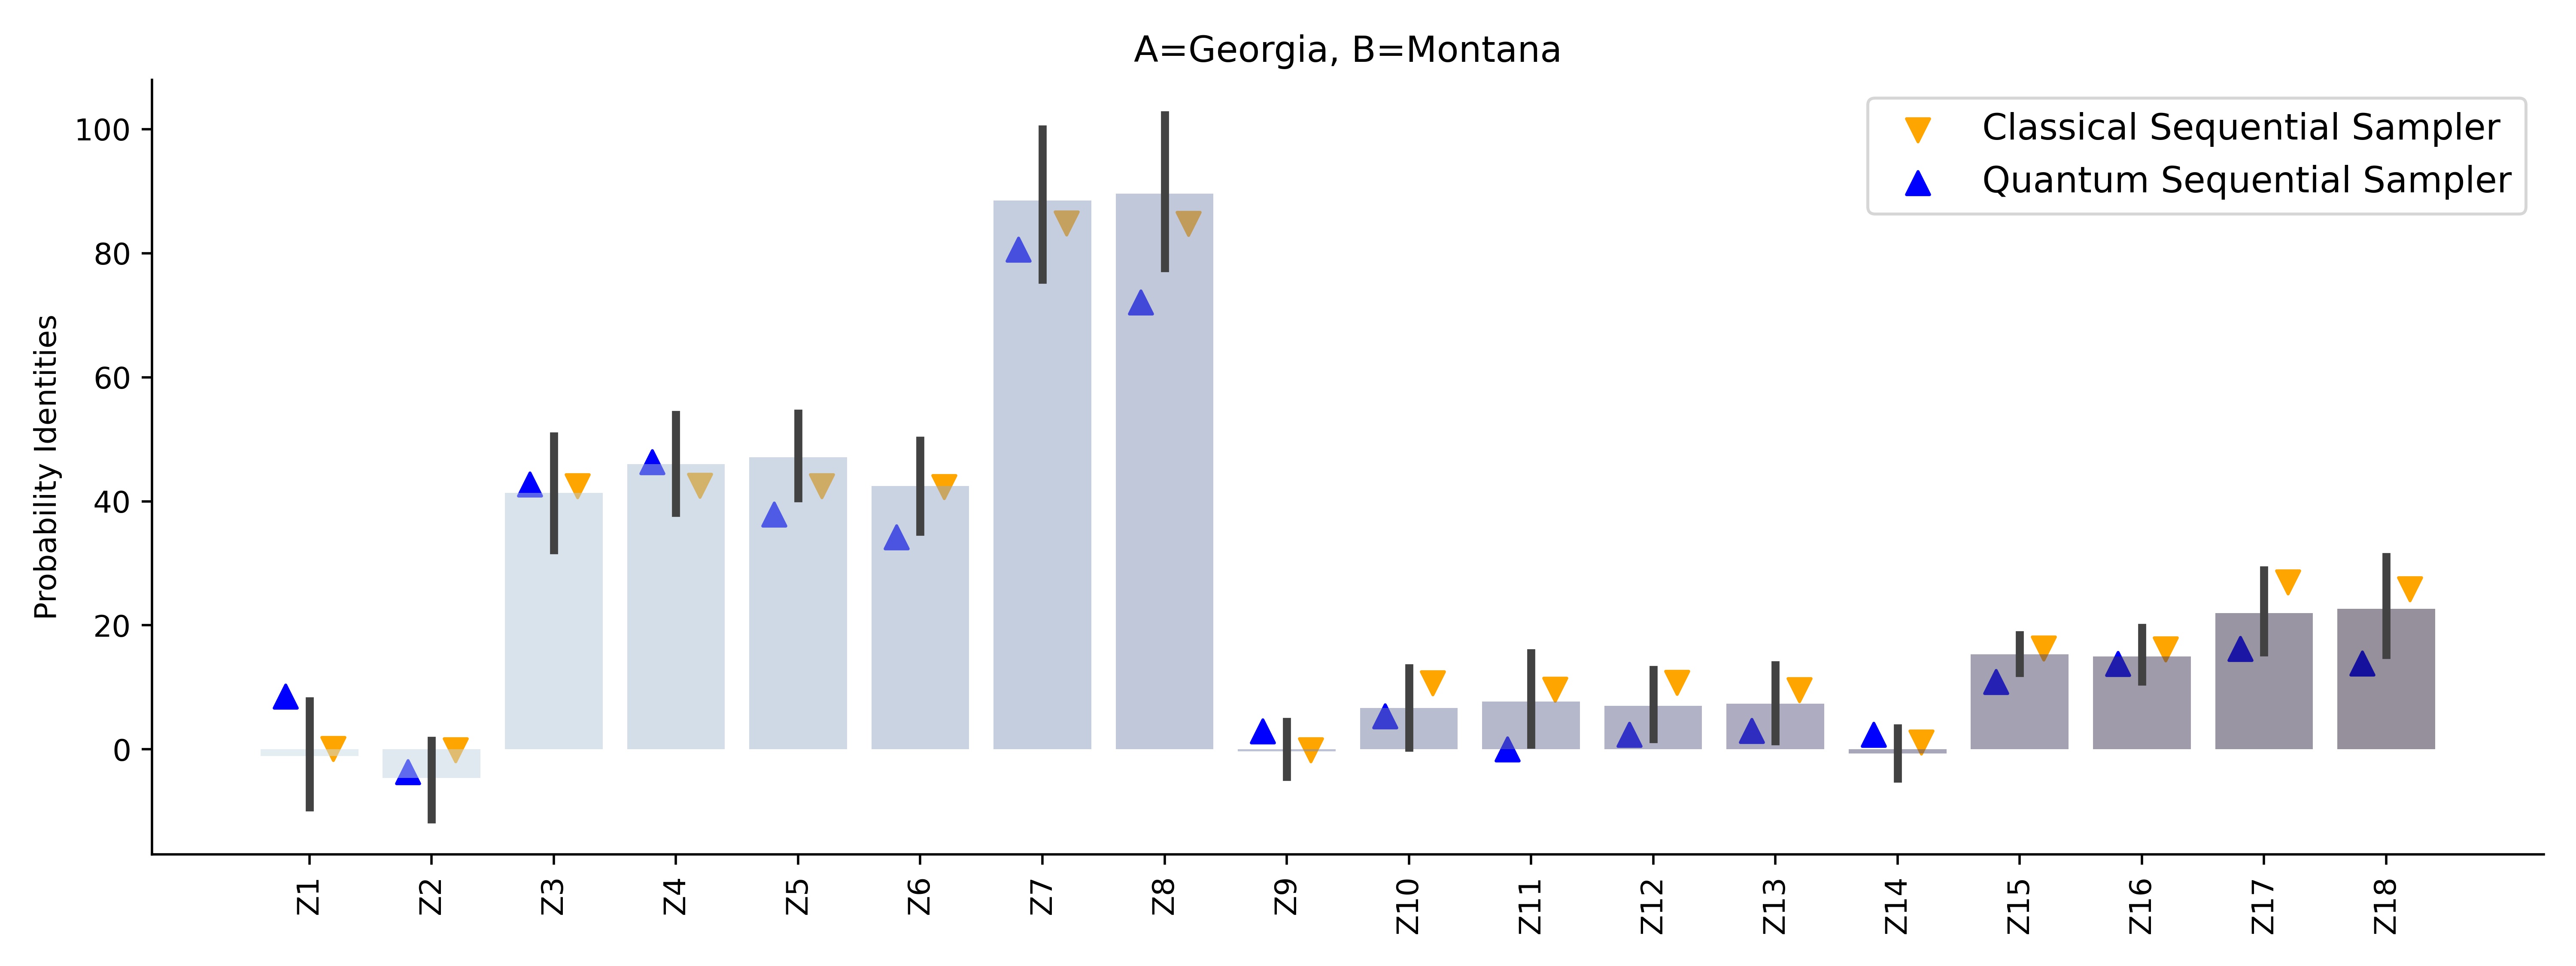 A=Georgia, B=Montana
Classical Sequential Sampler
Quantum Sequential Sampler
Probability Identities
100
80
60
40
20
0
Z1 Z2 Z3 Z4 Z5 Z6 Z7 Z8 Z9 Z10 Z11 Z12 Z13 Z14 Z15 Z16 Z17 Z18